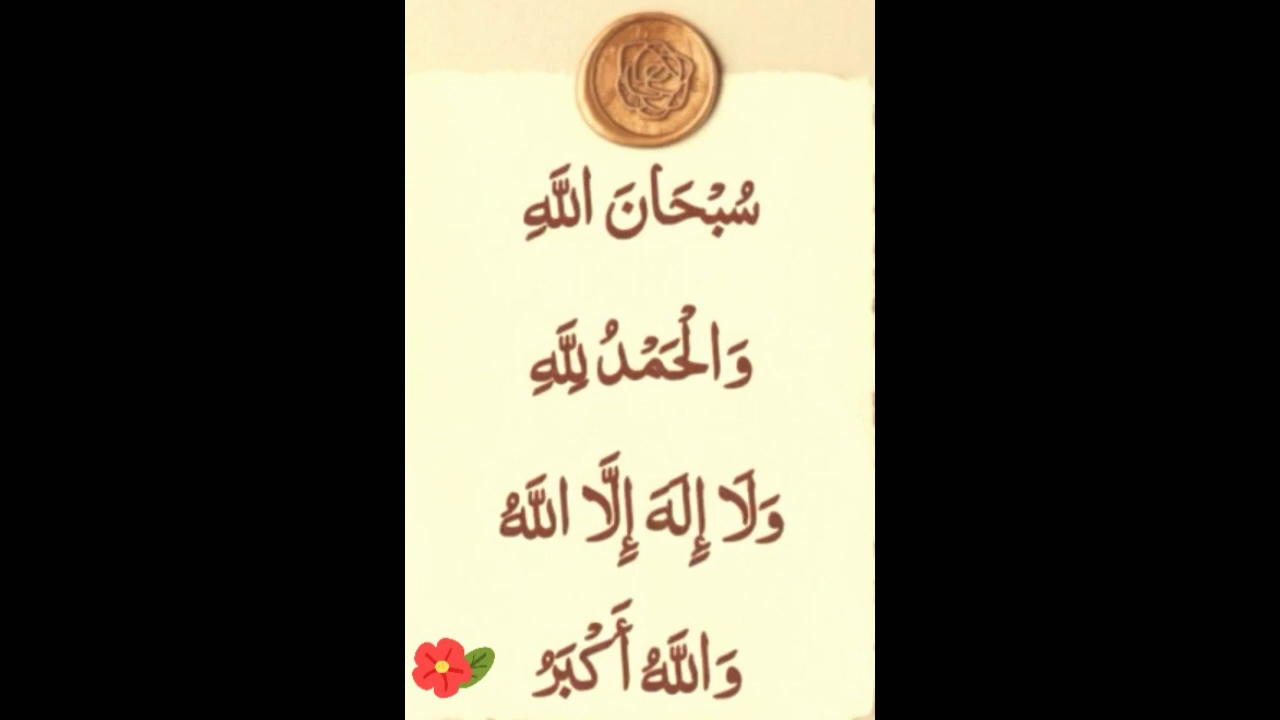 سُبْحَانَ اللَّهِ
وَالْحَمْدُ لِلَّهِ
وَلَا إِلَهَ إِلَّا اللَّهُ
وَاللَّهُ أَكْبَرُ